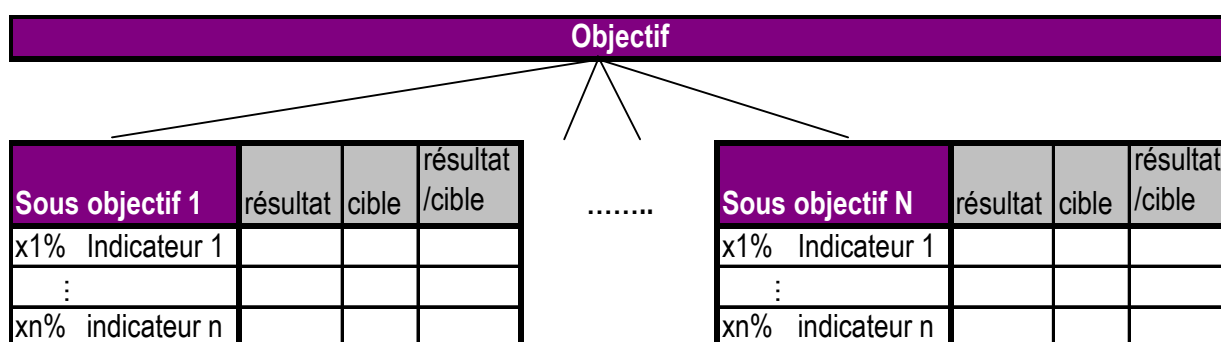 Objectif
Sous objectif 1 résultat cible résultat /cible
x1% Indicateur 1
⋮
xn% indicateur n
........
Sous objectif N résultat cible résultat /cible
x1% Indicateur 1
⋮
xn% indicateur n